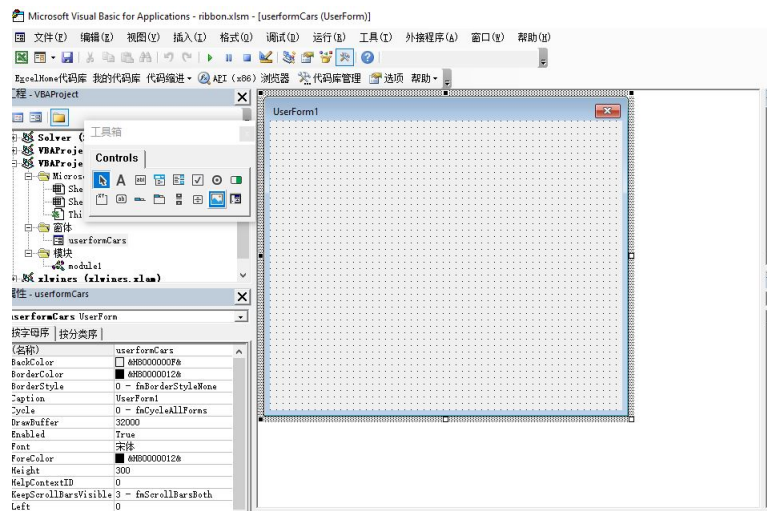 Microsoft Visual Basic for Applications - ribbon.xlsm - [userformCars (UserForm)]
文件(F) 编辑(E) 视图(V) 插入(I) 格式(O) 调试(D) 运行(R) 工具(T) 外接程序(A) 窗口(W) 帮助(H)
ExcelHome代码库 我的代码库 代码缩进 API (x86) 浏览器 代码库管理 选项 帮助
程 - VBAProject
工具箱
Controls
Solver (
VBAProje
VBAProje
Micros
She
She
Thi
窗体
userformCars
模块
module1
xlwings (xlwings.xlam)
属性 - userformCars
userformCars UserForm
按字母序 按分类序
(名称) userformCars
BackColor &H8000000F&
BorderColor &H80000012&
BorderStyle 0 - fmBorderStyleNone
Caption UserForm1
Cycle 0 - fmCycleAllForms
DrawBuffer 32000
Enabled True
Font 宋体
ForeColor &H80000012&
Height 300
HelpContextID 0
KeepScrollBarsVisible 3 - fmScrollBarsBoth
Left 0
UserForm1